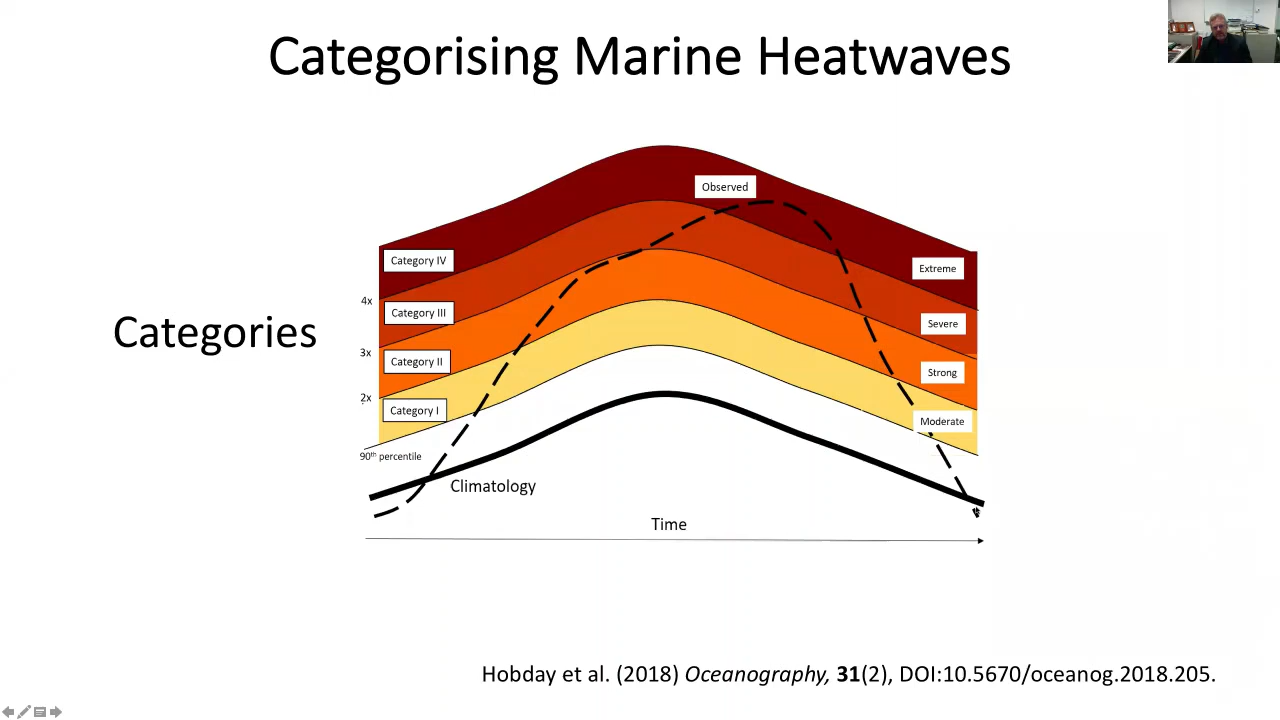 Categorising Marine Heatwaves
Observed
Category IV
Extreme
4x
Category III
Severe
3x
Category II
Strong
2x
Category I
Moderate
Categories
90th percentile
Climatology
Time
Hobday et al. (2018) Oceanography, 31(2), DOI:10.5670/oceanog.2018.205.